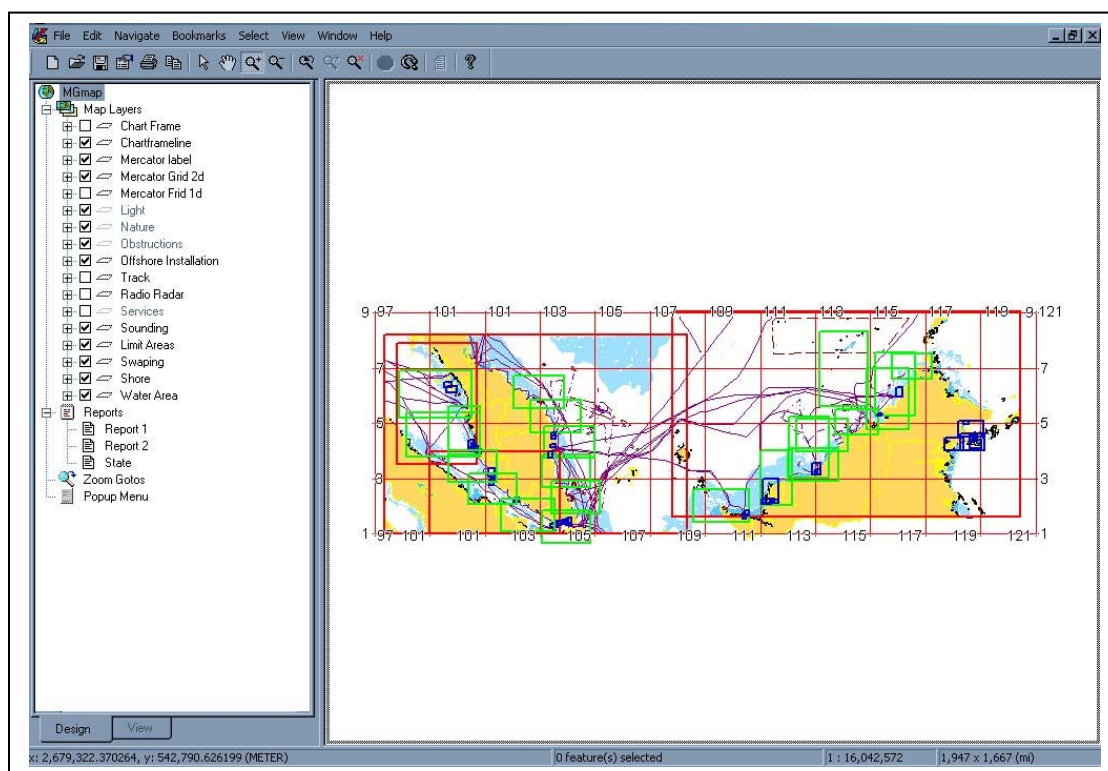 File Edit Navigate Bookmarks Select View Window Help
MGmap
Map Layers
Chart Frame
Chartframeline
Mercator label
Mercator Grid 2d
Mercator Frid 1d
Light
Nature
Obstructions
Offshore Installation
Track
Radio Radar
Services
Sounding
Limit Areas
Swaping
Shore
Water Area
Reports
Report 1
Report 2
State
Zoom Gotos
Popup Menu
9 97 101 101 103 105 107 109 111 113 115 117 119 9 121
7 7
5 5
3 3
1 97 101 101 103 105 107 109 111 113 115 117 119 121 1
Design View
x: 2,679,322.370264, y: 542,790.626199 (METER) 0 feature(s) selected 1 : 16,042,572 1,947 x 1,667 (mi)